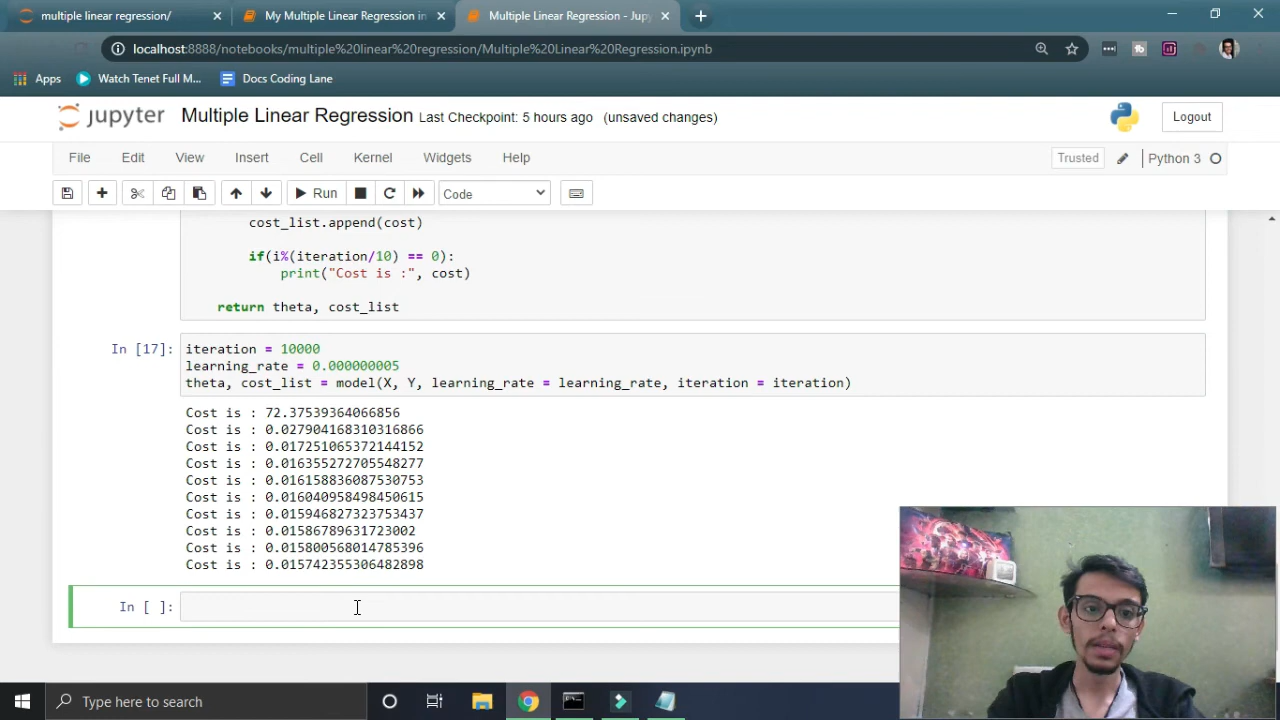 multiple linear regression/
My Multiple Linear Regression in
Multiple Linear Regression - Jup
localhost:8888/notebooks/multiple%20linear%20regression/Multiple%20Linear%20Regression.ipynb
Apps
Watch Tenet Full M...
Docs Coding Lane
jupyter
Multiple Linear Regression Last Checkpoint: 5 hours ago (unsaved changes)
Logout
File Edit View Insert Cell Kernel Widgets Help
Trusted
Python 3
Run
Code
cost_list.append(cost)
if(i%(iteration/10) == 0):
print("Cost is :", cost)
return theta, cost_list
In [17]:
iteration = 10000
learning_rate = 0.000000005
theta, cost_list = model(X, Y, learning_rate = learning_rate, iteration = iteration)
Cost is : 72.37539364066856
Cost is : 0.027904168310316866
Cost is : 0.017251065372144152
Cost is : 0.016355272705548277
Cost is : 0.016158836087530753
Cost is : 0.016040958498450615
Cost is : 0.015946827323753437
Cost is : 0.01586789631723002
Cost is : 0.015800568014785396
Cost is : 0.015742355306482898
In [ ]:
Type here to search